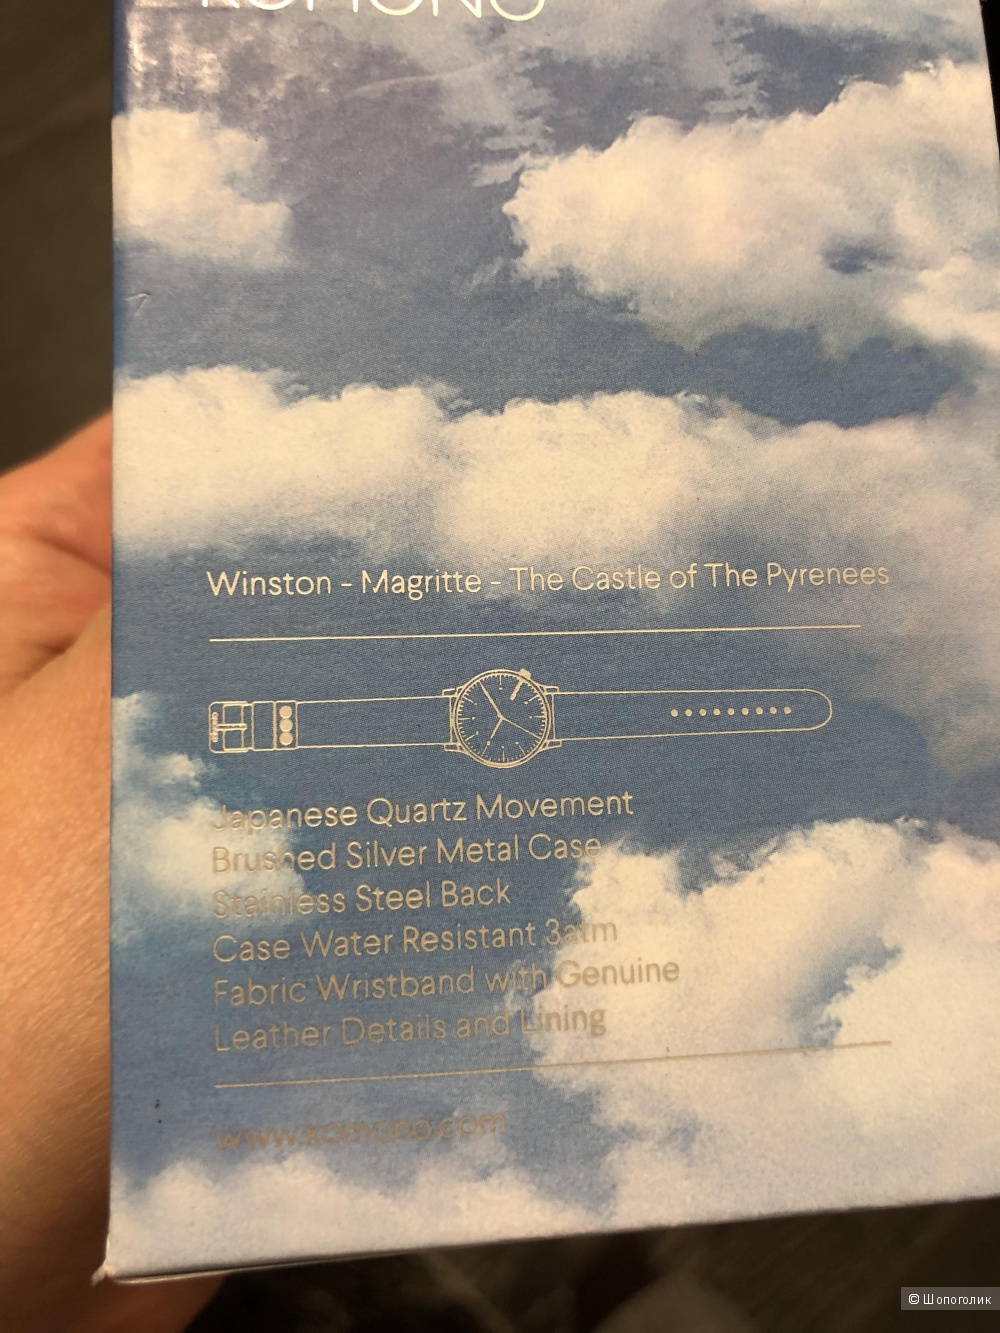 KOMONO
Winston - Magritte - The Castle of The Pyrenees
Japanese Quartz Movement
Brushed Silver Metal Case
Stainless Steel Back
Case Water Resistant 3atm
Fabric Wristband with Genuine
Leather Details and Lining
www.komono.com
© Шопоголик